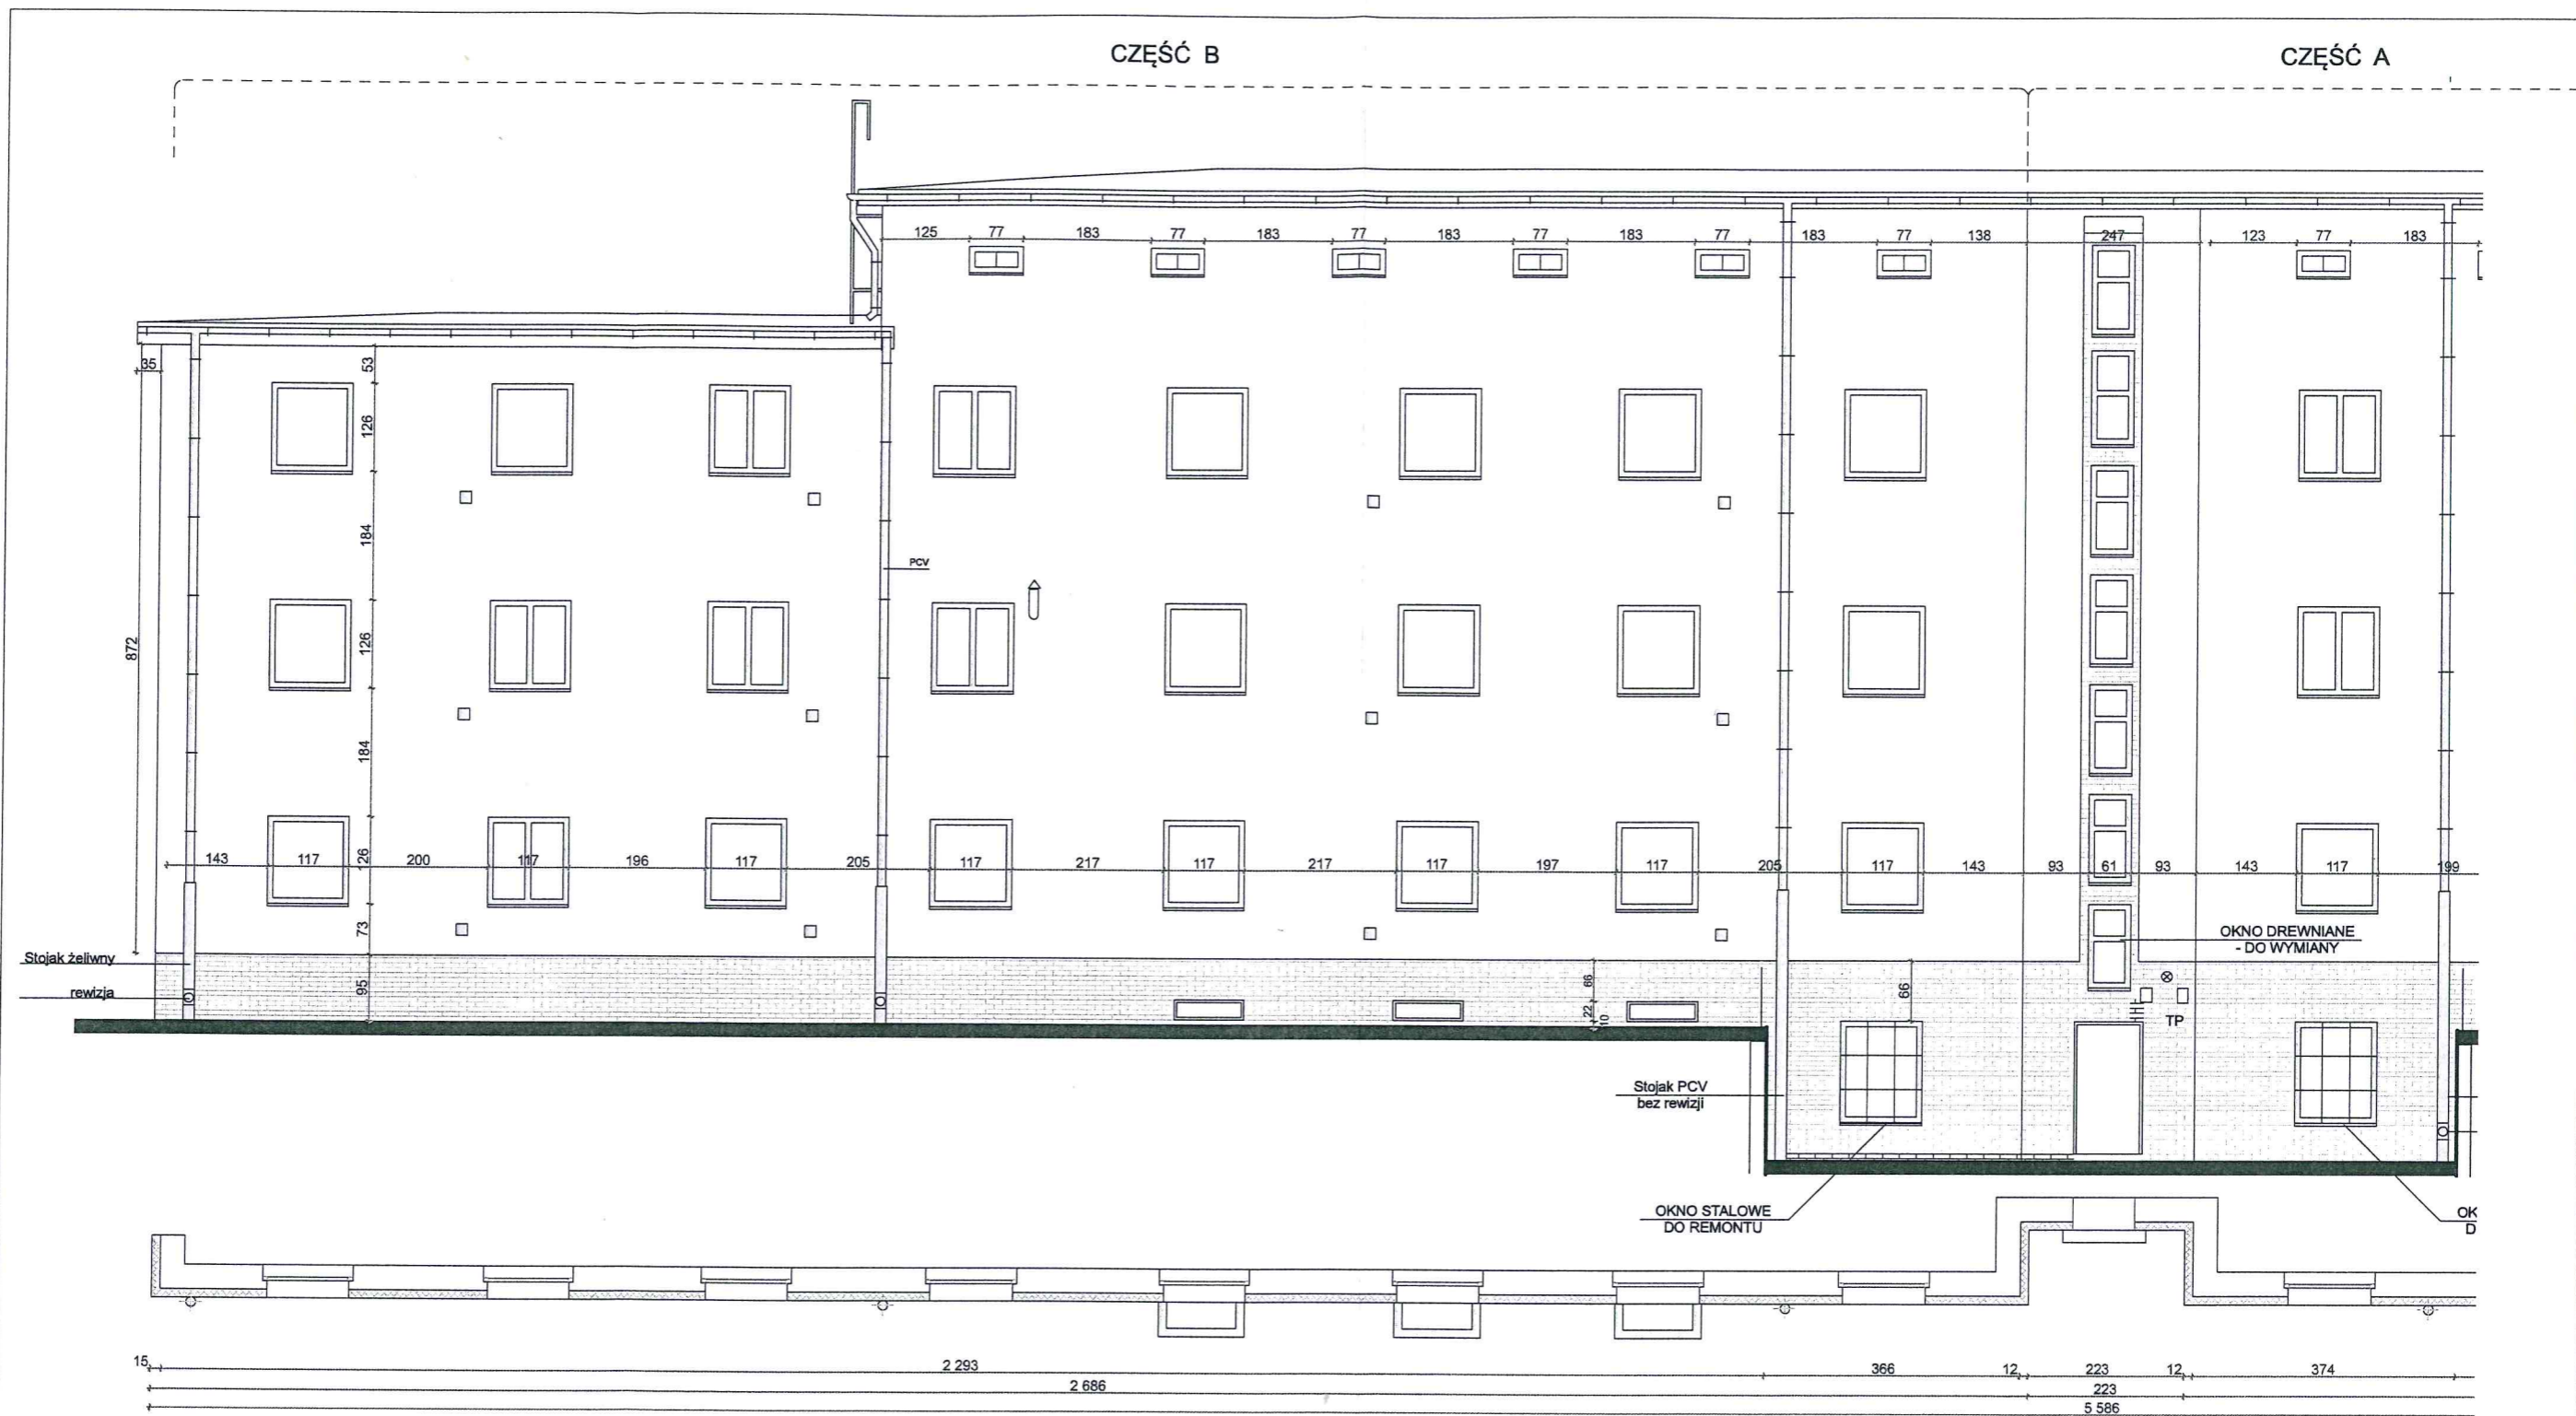 CZĘŚĆ B
CZĘŚĆ A
125 77 183 77 183 77 183 77 183 77 183 77 138 247 123 77 183
35
53
126
184
126
184
126
73
95
872
PCV
143 117 200 117 196 117 205 117 217 117 217 117 197 117 205 117 143 93 61 93 143 117 199
OKNO DREWNIANE
- DO WYMIANY
Stojak żeliwny
rewizja
66
22
10
66
TP
Stojak PCV
bez rewizji
OKNO STALOWE
DO REMONTU
OK
D
15 2 293 366 12 223 12 374
2 686 223
5 586